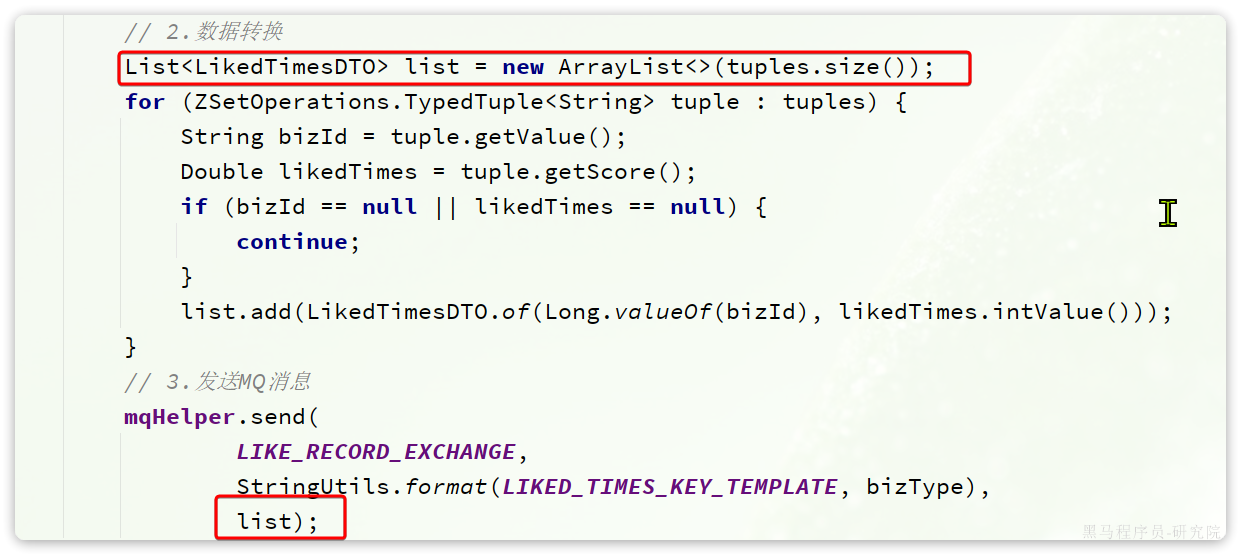 // 2.数据转换
List<LikedTimesDTO> list = new ArrayList<>(tuples.size());
for (ZSetOperations.TypedTuple<String> tuple : tuples) {
    String bizId = tuple.getValue();
    Double likedTimes = tuple.getScore();
    if (bizId == null || likedTimes == null) {
        continue;
    }
    list.add(LikedTimesDTO.of(Long.valueOf(bizId), likedTimes.intValue()));
}
// 3.发送MQ消息
mqHelper.send(
        LIKE_RECORD_EXCHANGE,
        StringUtils.format(LIKED_TIMES_KEY_TEMPLATE, bizType),
        list);
黑马程序员-研究院